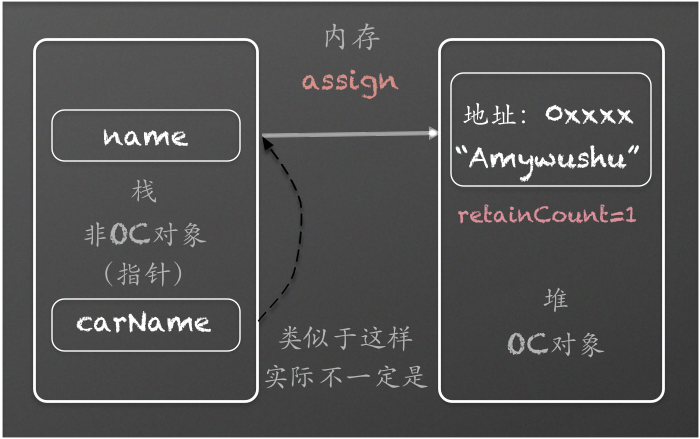 内存
assign
name
栈
非OC对象
（指针）
carName
类似于这样
实际不一定是
地址：0xxxx
“Amywushu”
retainCount=1
堆
OC对象